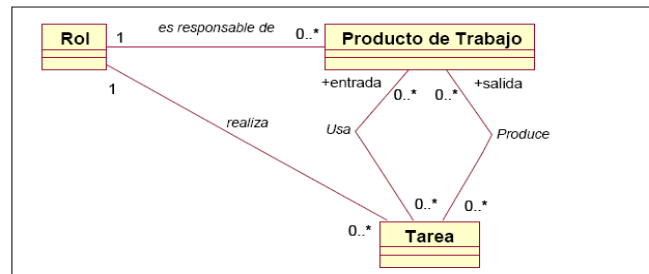 es responsable de
Rol
1
0..*
Producto de Trabajo
+entrada
+salida
1
0..*
0..*
realiza
Usa
Produce
0..*
0..*
0..*
Tarea